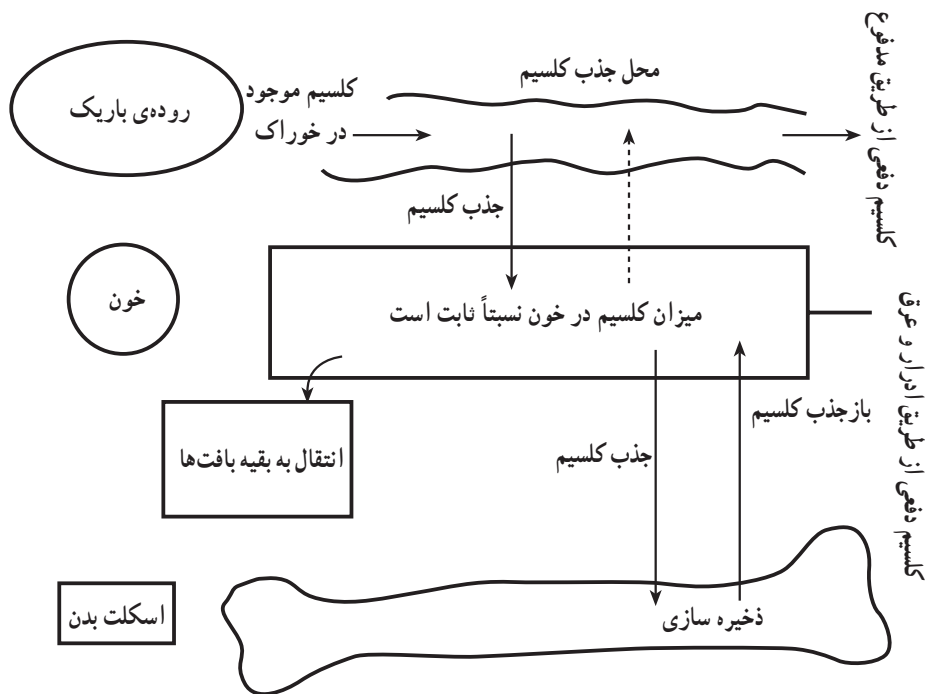 محل جذب کلسیم
کلسیم موجود
در خوراک
روده‌ی باریک
کلسیم دفعی از طریق مدفوع
جذب کلسیم
خون
میزان کلسیم در خون نسبتاً ثابت است
کلسیم دفعی از طریق ادرار و عرق
بازجذب کلسیم
جذب کلسیم
انتقال به بقیه بافت‌ها
ذخیره سازی
اسکلت بدن